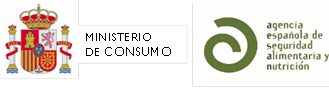 MINISTERIO
DE CONSUMO
agencia
española de
seguridad
alimentaria y
nutrición